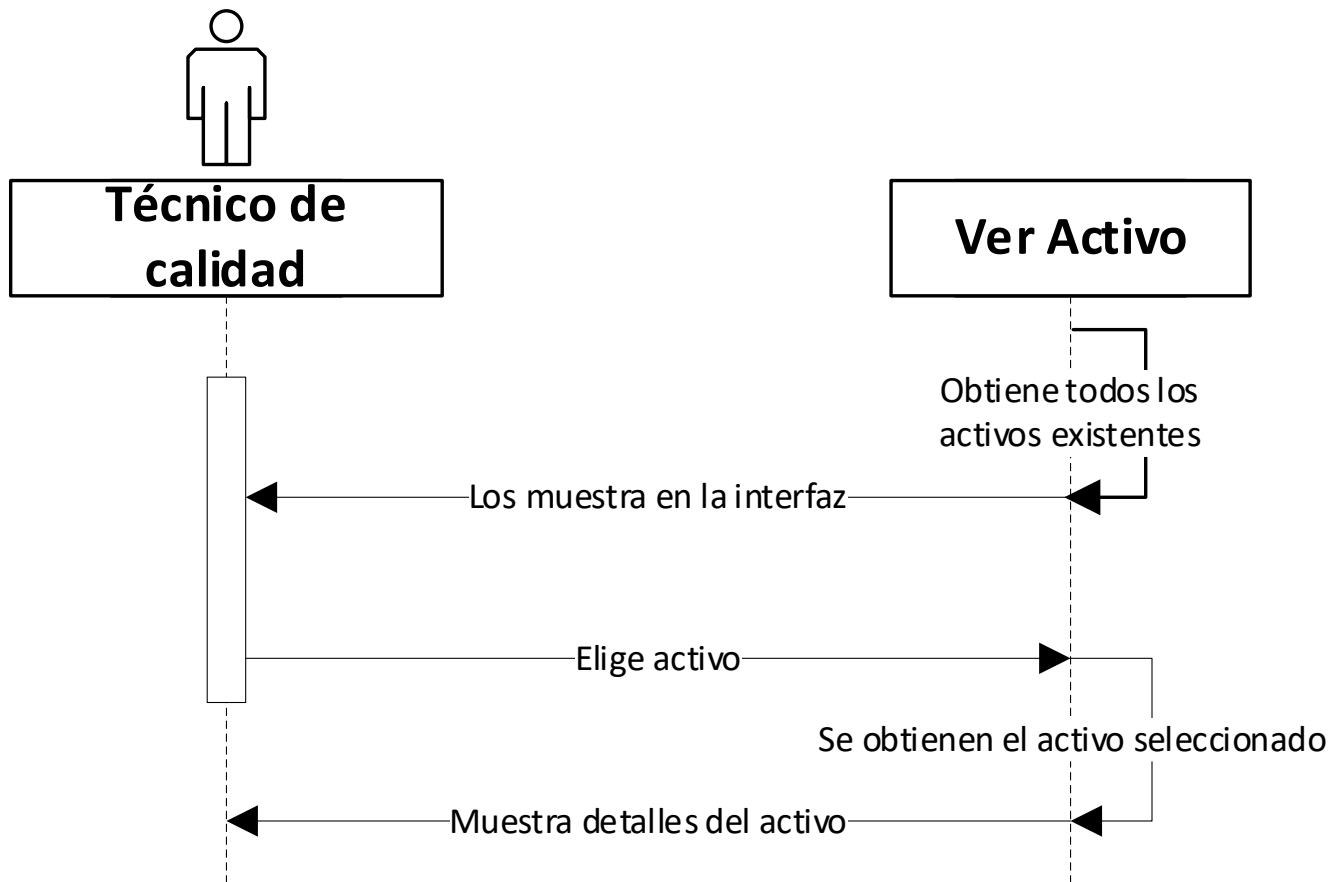 Técnico de
calidad
Ver Activo
Obtiene todos los
activos existentes
Los muestra en la interfaz
Elige activo
Se obtienen el activo seleccionado
Muestra detalles del activo